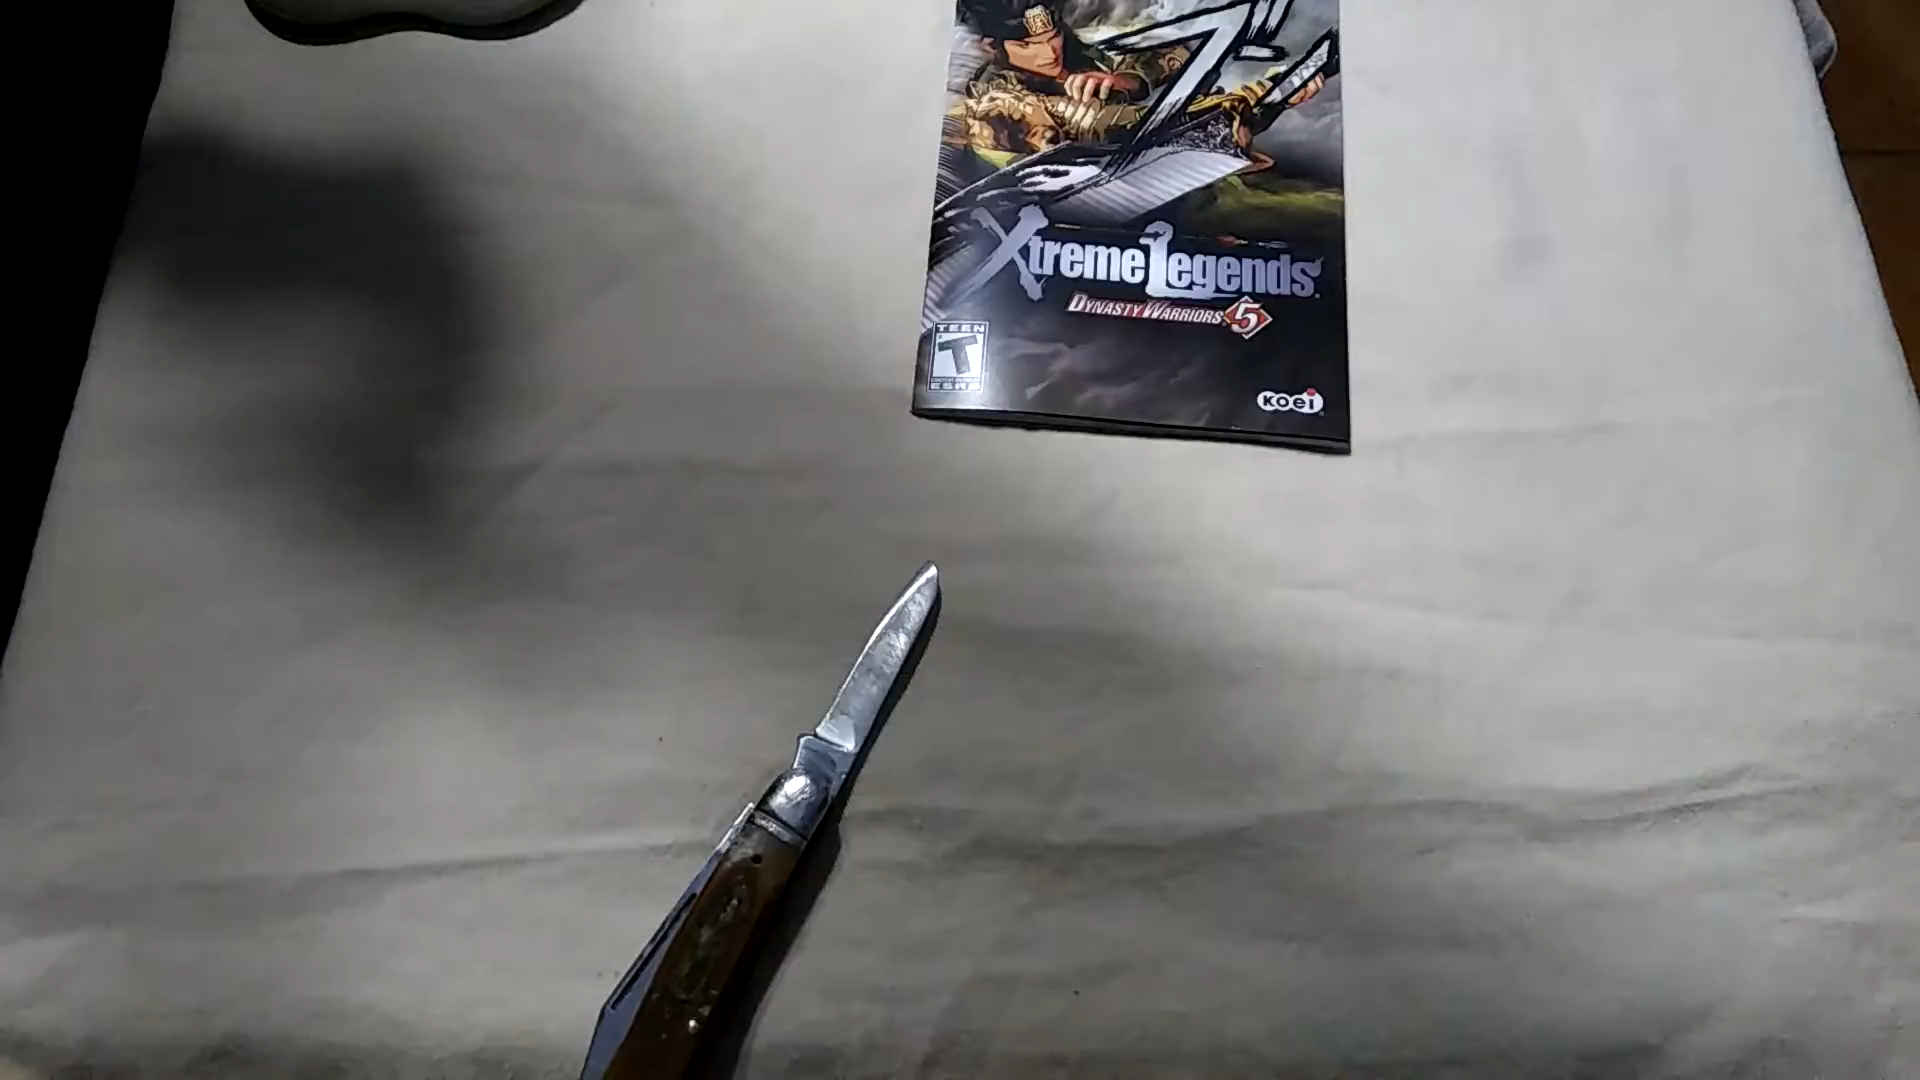 Xtreme Legends
DYNASTY WARRIORS 5
TEEN
T
ESRB
KOEI